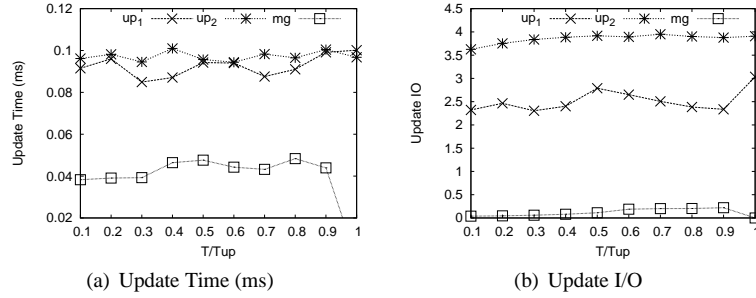 up1 up2 mg
0.12
0.1
0.08
0.06
0.04
0.02
Update Time (ms)
0.1 0.2 0.3 0.4 0.5 0.6 0.7 0.8 0.9 1
T/Tup
(a) Update Time (ms)
up1 up2 mg
5
4.5
4
3.5
3
2.5
2
1.5
1
0.5
0
Update IO
0.1 0.2 0.3 0.4 0.5 0.6 0.7 0.8 0.9 1
T/Tup
(b) Update I/O